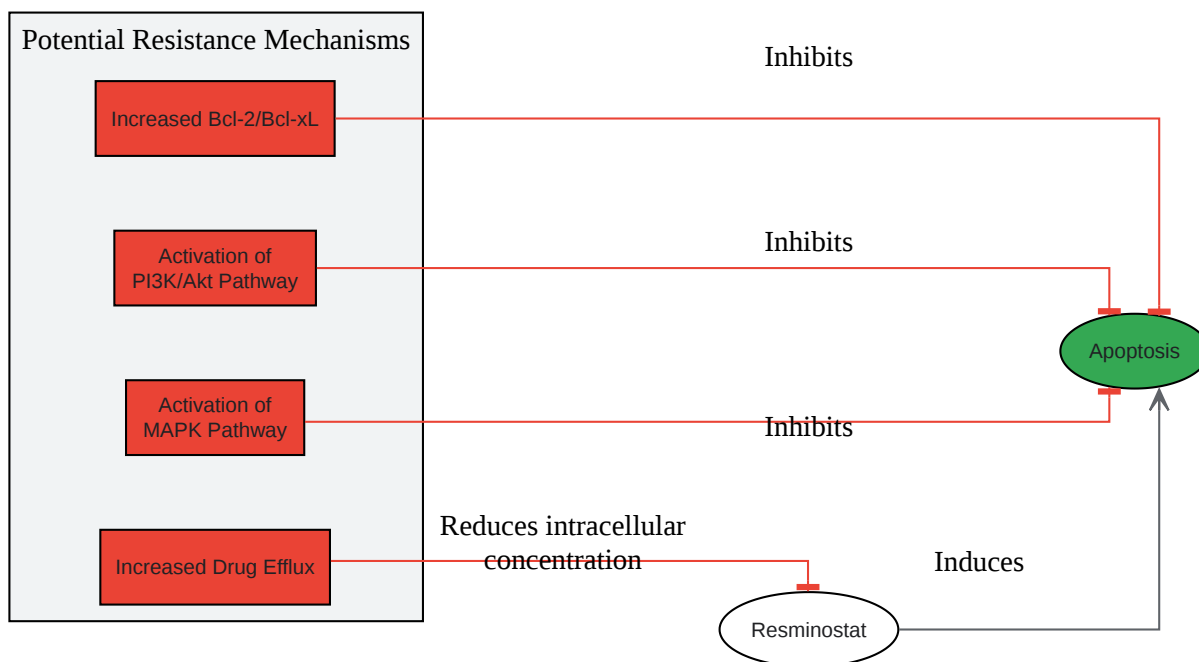 Potential Resistance Mechanisms
Inhibits
Increased Bcl-2/Bcl-xL
Activation of
PI3K/Akt Pathway
Inhibits
Apoptosis
Activation of
MAPK Pathway
Inhibits
Reduces intracellular
concentration
Increased Drug Efflux
Induces
Resminostat